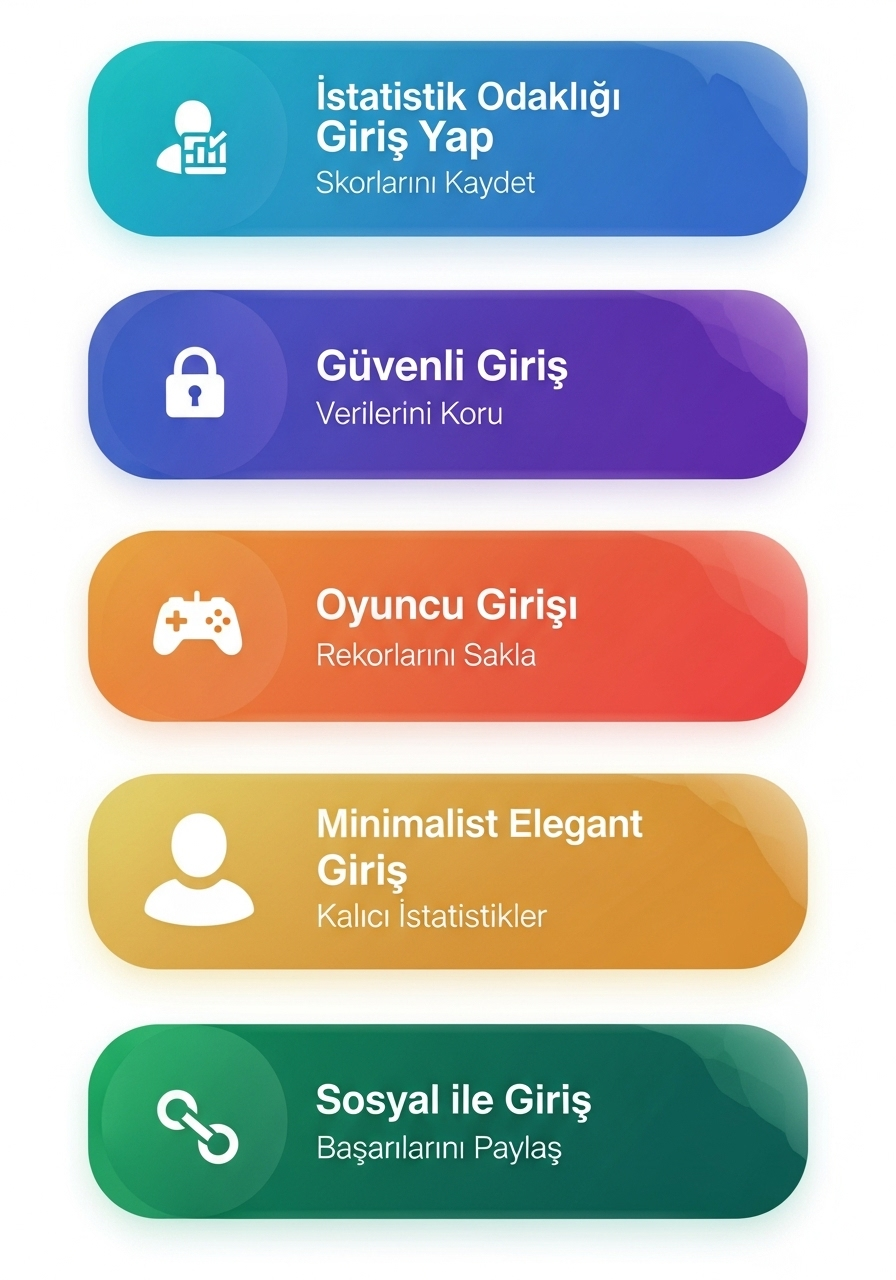 İstatistik Odaklığı
Giriş Yap
Skorlarını Kaydet
Güvenli Giriş
Verilerini Koru
Oyuncu Girişı
Rekorlarını Sakla
Minimalist Elegant
Giriş
Kalıcı İstatistikler
Sosyal ile Giriş
Başarılarını Paylaş